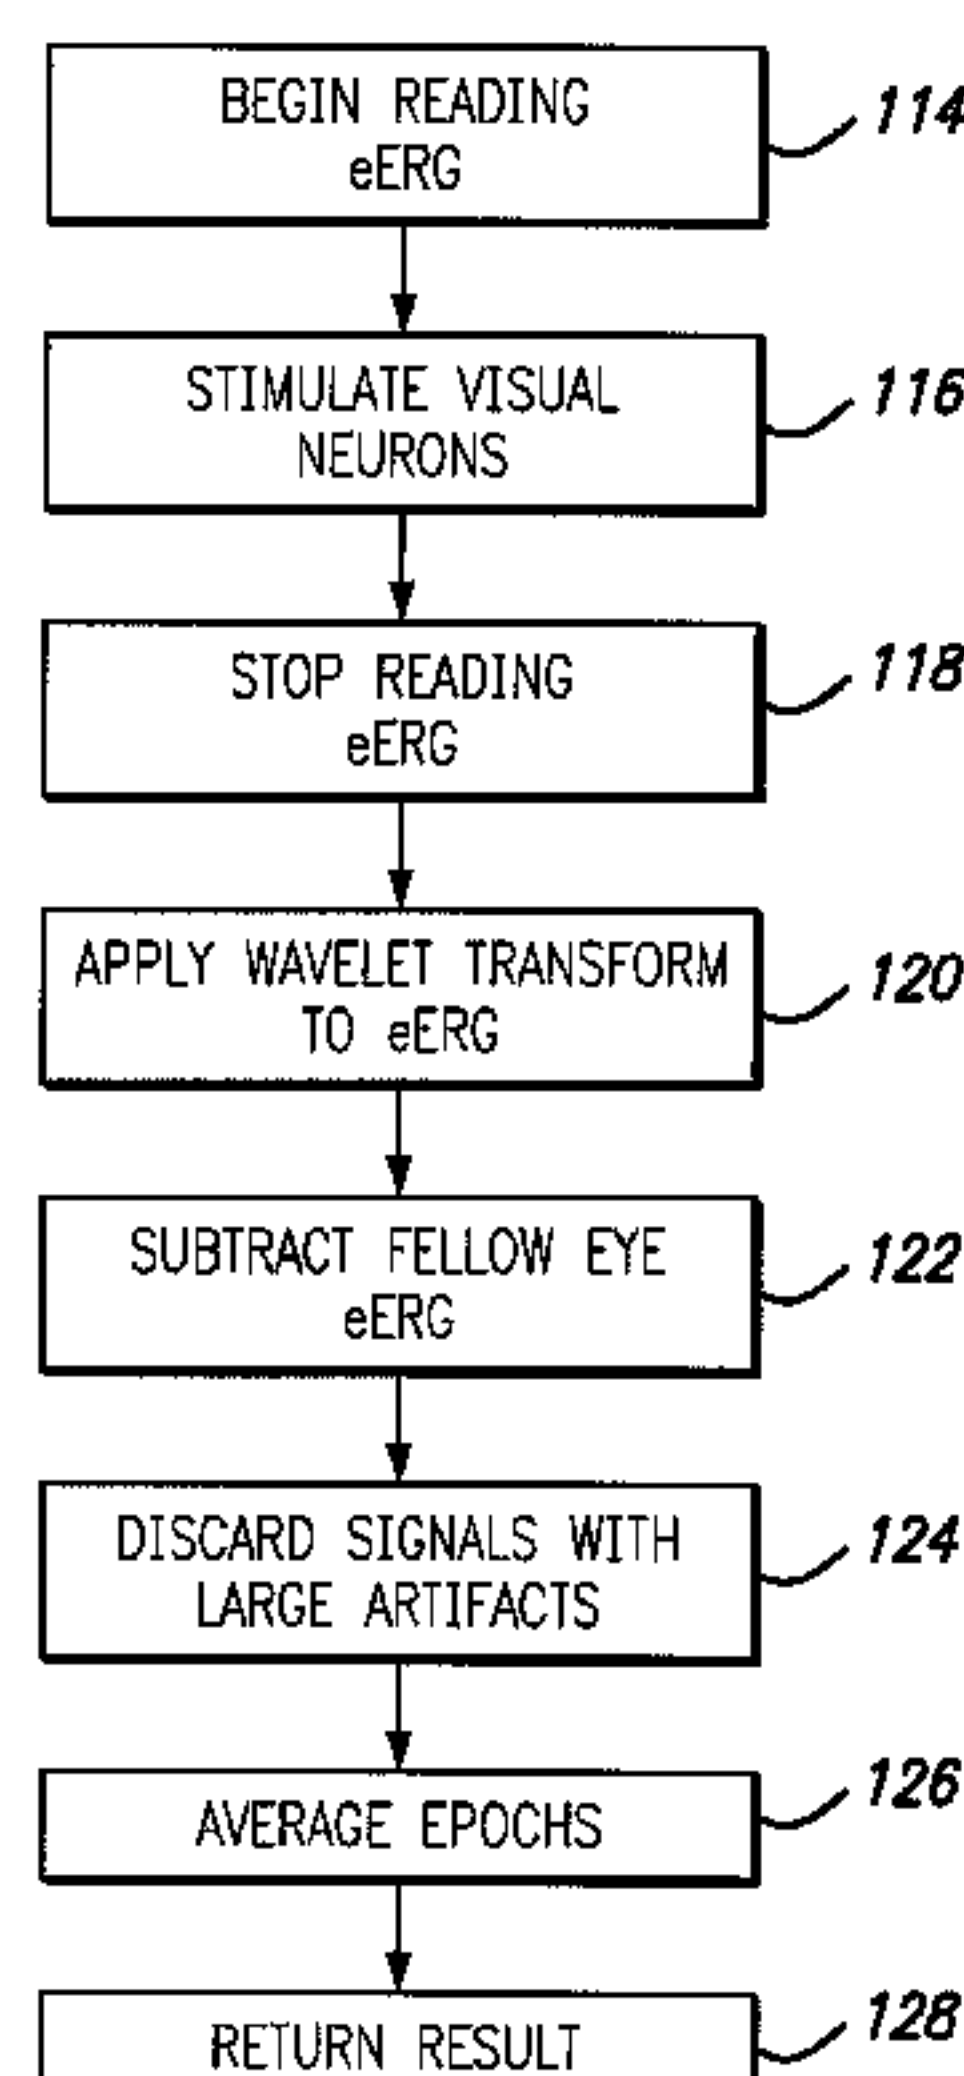 BEGIN READING
eERG
114
STIMULATE VISUAL
NEURONS
116
STOP READING
eERG
118
APPLY WAVELET TRANSFORM
TO eERG
120
SUBTRACT FELLOW EYE
eERG
122
DISCARD SIGNALS WITH
LARGE ARTIFACTS
124
AVERAGE EPOCHS
126
RETURN RESULT
128